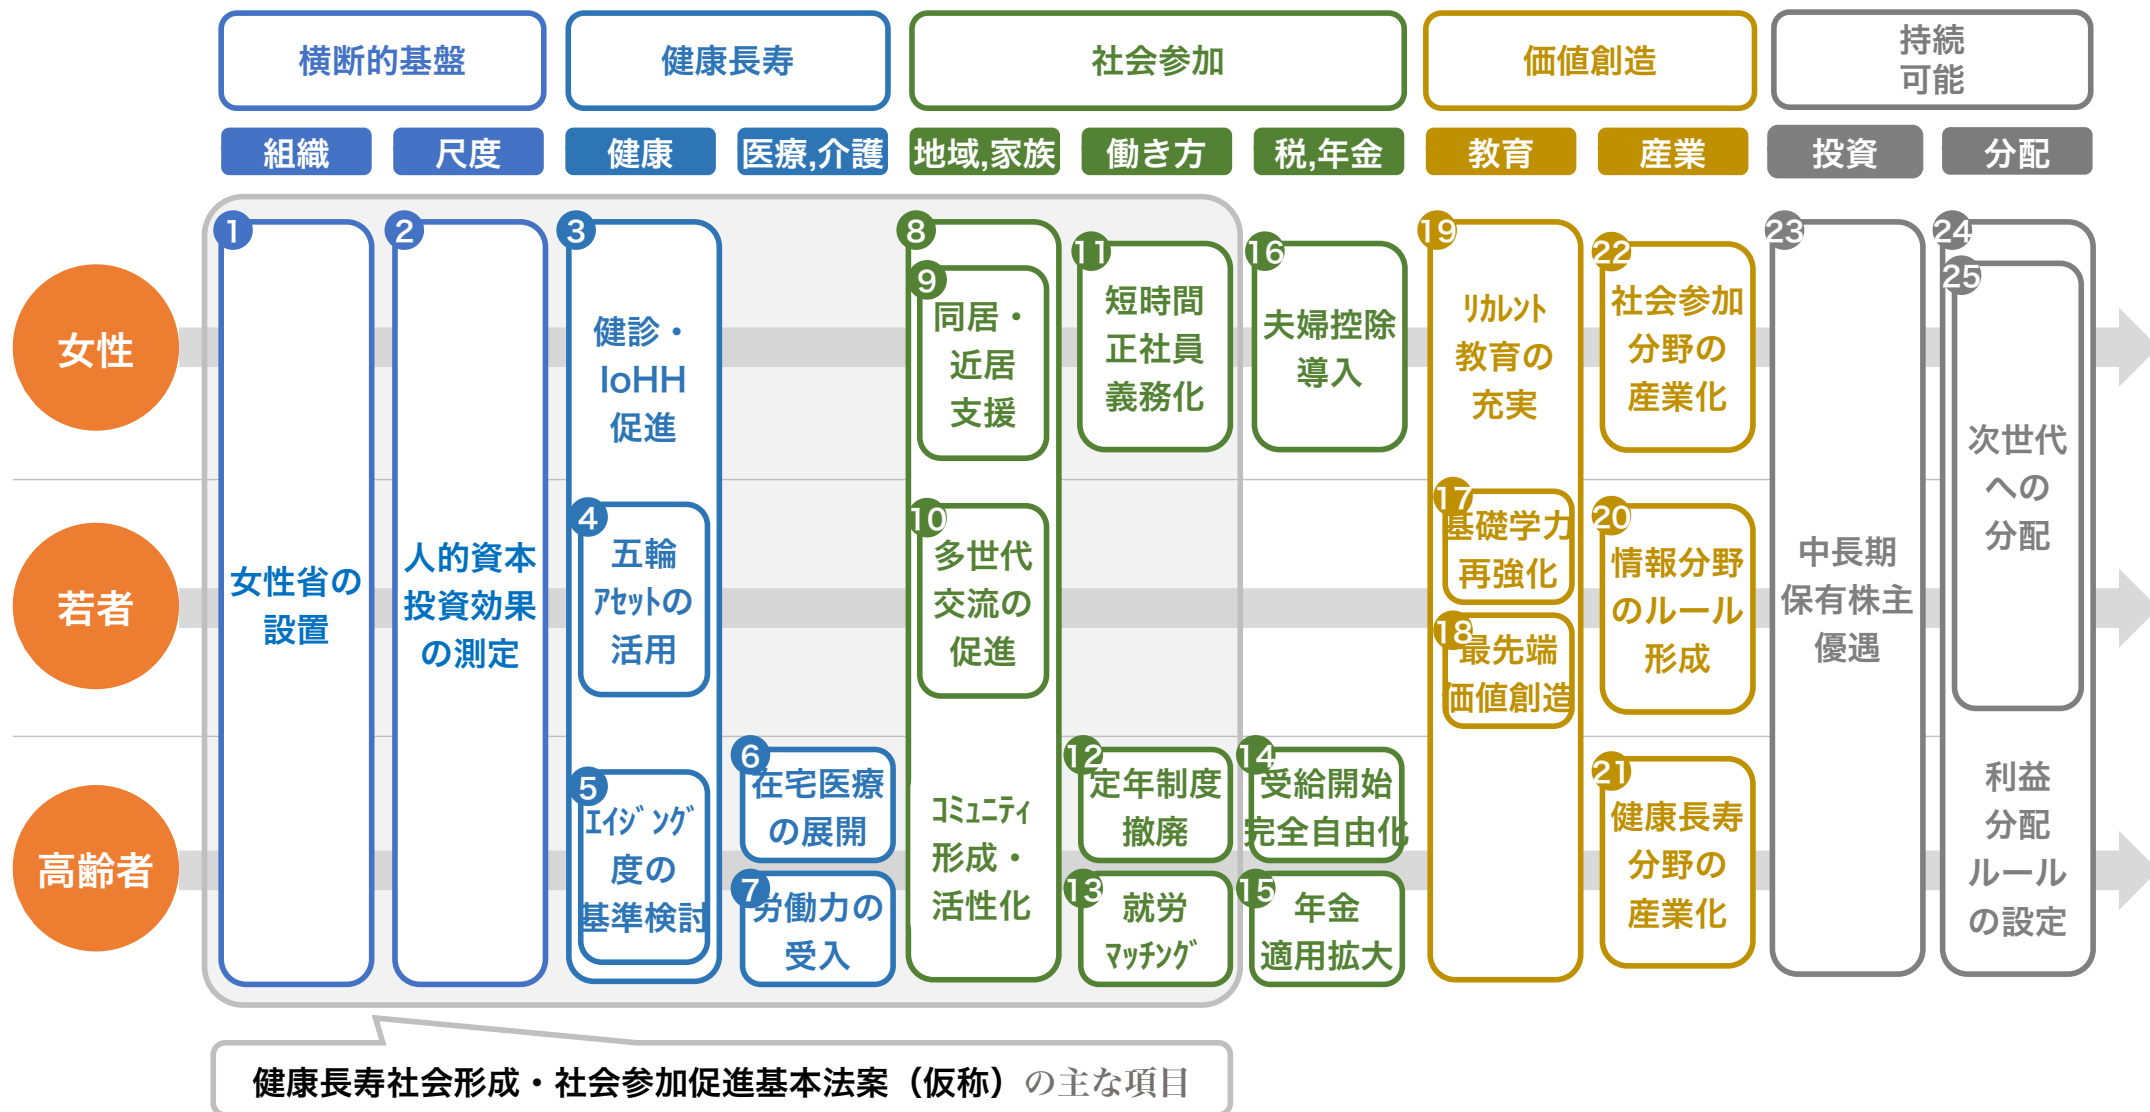 横断的基盤
健康長寿
社会参加
価値創造
持続
可能
組織
尺度
健康
医療,介護
地域,家族
働き方
税,年金
教育
産業
投資
分配
女性
若者
高齢者
1
女性省の
設置
2
人的資本
投資効果
の測定
3
健診・
IoHH
促進
4
五輪
ｱｾｯﾄの
活用
5
ｴｲｼﾞﾝｸﾞ
度の
基準検討
6
在宅医療
の展開
7
労働力の
受入
8
9
同居・
近居
支援
10
多世代
交流の
促進
ｺﾐｭﾆﾃｨ
形成・
活性化
11
短時間
正社員
義務化
12
定年制度
撤廃
13
就労
ﾏｯﾁﾝｸﾞ
16
夫婦控除
導入
14
受給開始
完全自由化
15
年金
適用拡大
19
ﾘｶﾚﾝﾄ
教育の
充実
17
基礎学力
再強化
18
最先端
価値創造
22
社会参加
分野の
産業化
20
情報分野
のルール
形成
21
健康長寿
分野の
産業化
23
中長期
保有株主
優遇
24
25
次世代
への
分配
利益
分配
ルール
の設定
健康長寿社会形成・社会参加促進基本法案（仮称）の主な項目